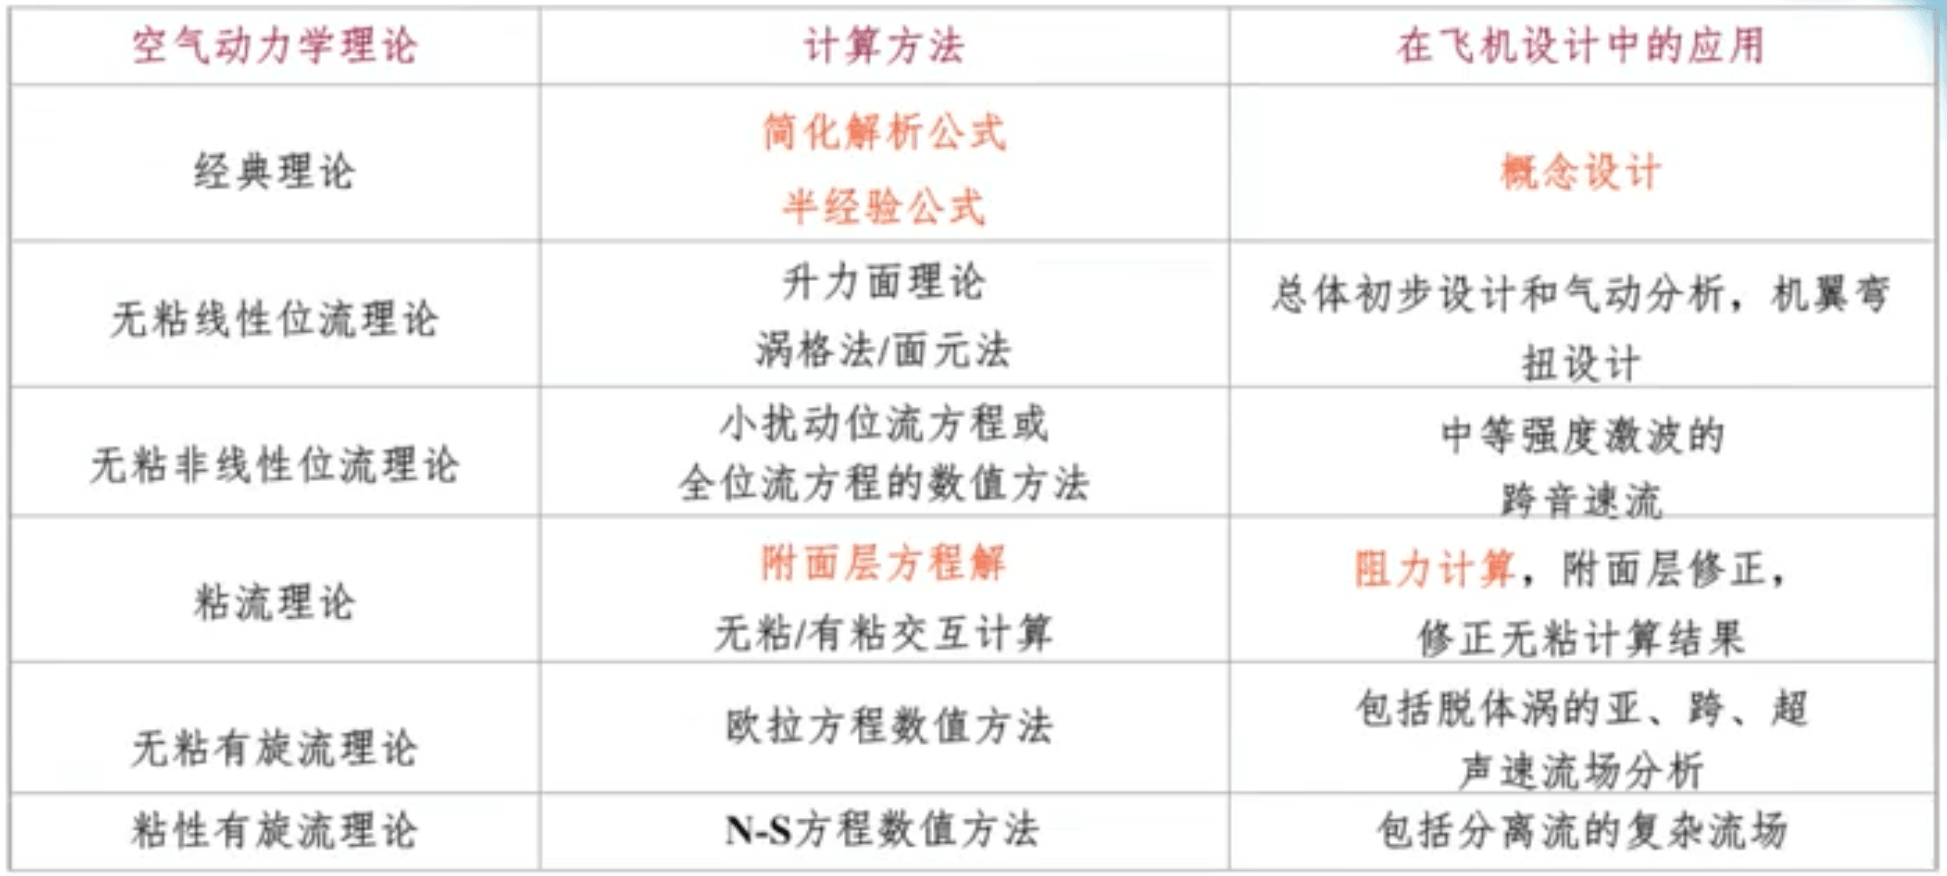 空气动力学理论
计算方法
在飞机设计中的应用
经典理论
简化解析公式
半经验公式
概念设计
无粘线性位流理论
升力面理论
涡格法/面元法
总体初步设计和气动分析，机翼弯
扭设计
无粘非线性位流理论
小扰动位流方程或
全位流方程的数值方法
中等强度激波的
跨音速流
粘流理论
附面层方程解
无粘/有粘交互计算
阻力计算，附面层修正，
修正无粘计算结果
无粘有旋流理论
欧拉方程数值方法
包括脱体涡的亚、跨、超
声速流场分析
粘性有旋流理论
N-S方程数值方法
包括分离流的复杂流场